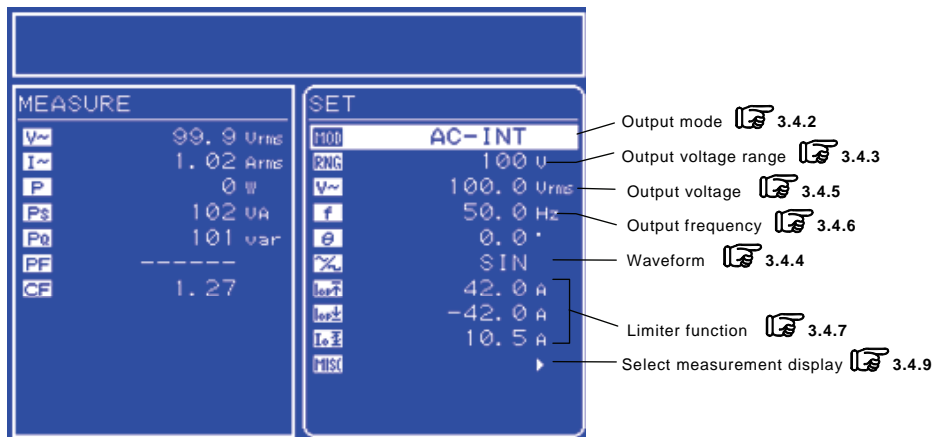 MEASURE
V~ 99.9 Vrms
I~ 1.02 Arms
P 0 W
PS 102 VA
PQ 101 var
PF ------
CF 1.27
SET
MOD AC-INT
RNG 100 V
V~ 100.0 Vrms
f 50.0 Hz
θ 0.0 °
SIN
42.0 A
-42.0 A
10.5 A
MISC
Output mode 3.4.2
Output voltage range 3.4.3
Output voltage 3.4.5
Output frequency 3.4.6
Waveform 3.4.4
Limiter function 3.4.7
Select measurement display 3.4.9